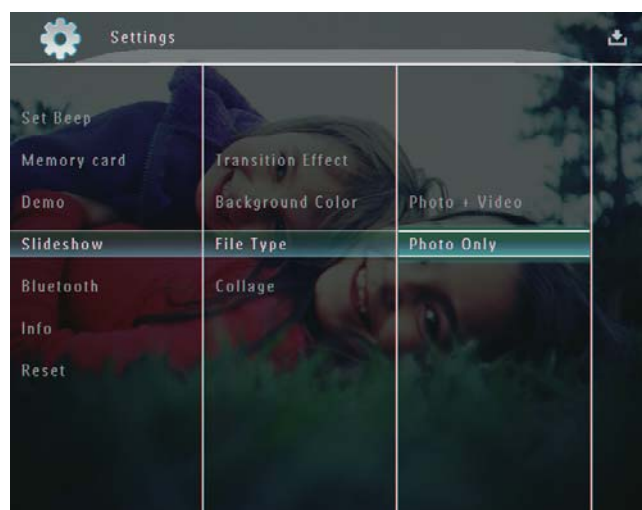 Settings
Set Beep
Memory card
Demo
Slideshow
Bluetooth
Info
Reset
Transition Effect
Background Color
File Type
Collage
Photo + Video
Photo Only